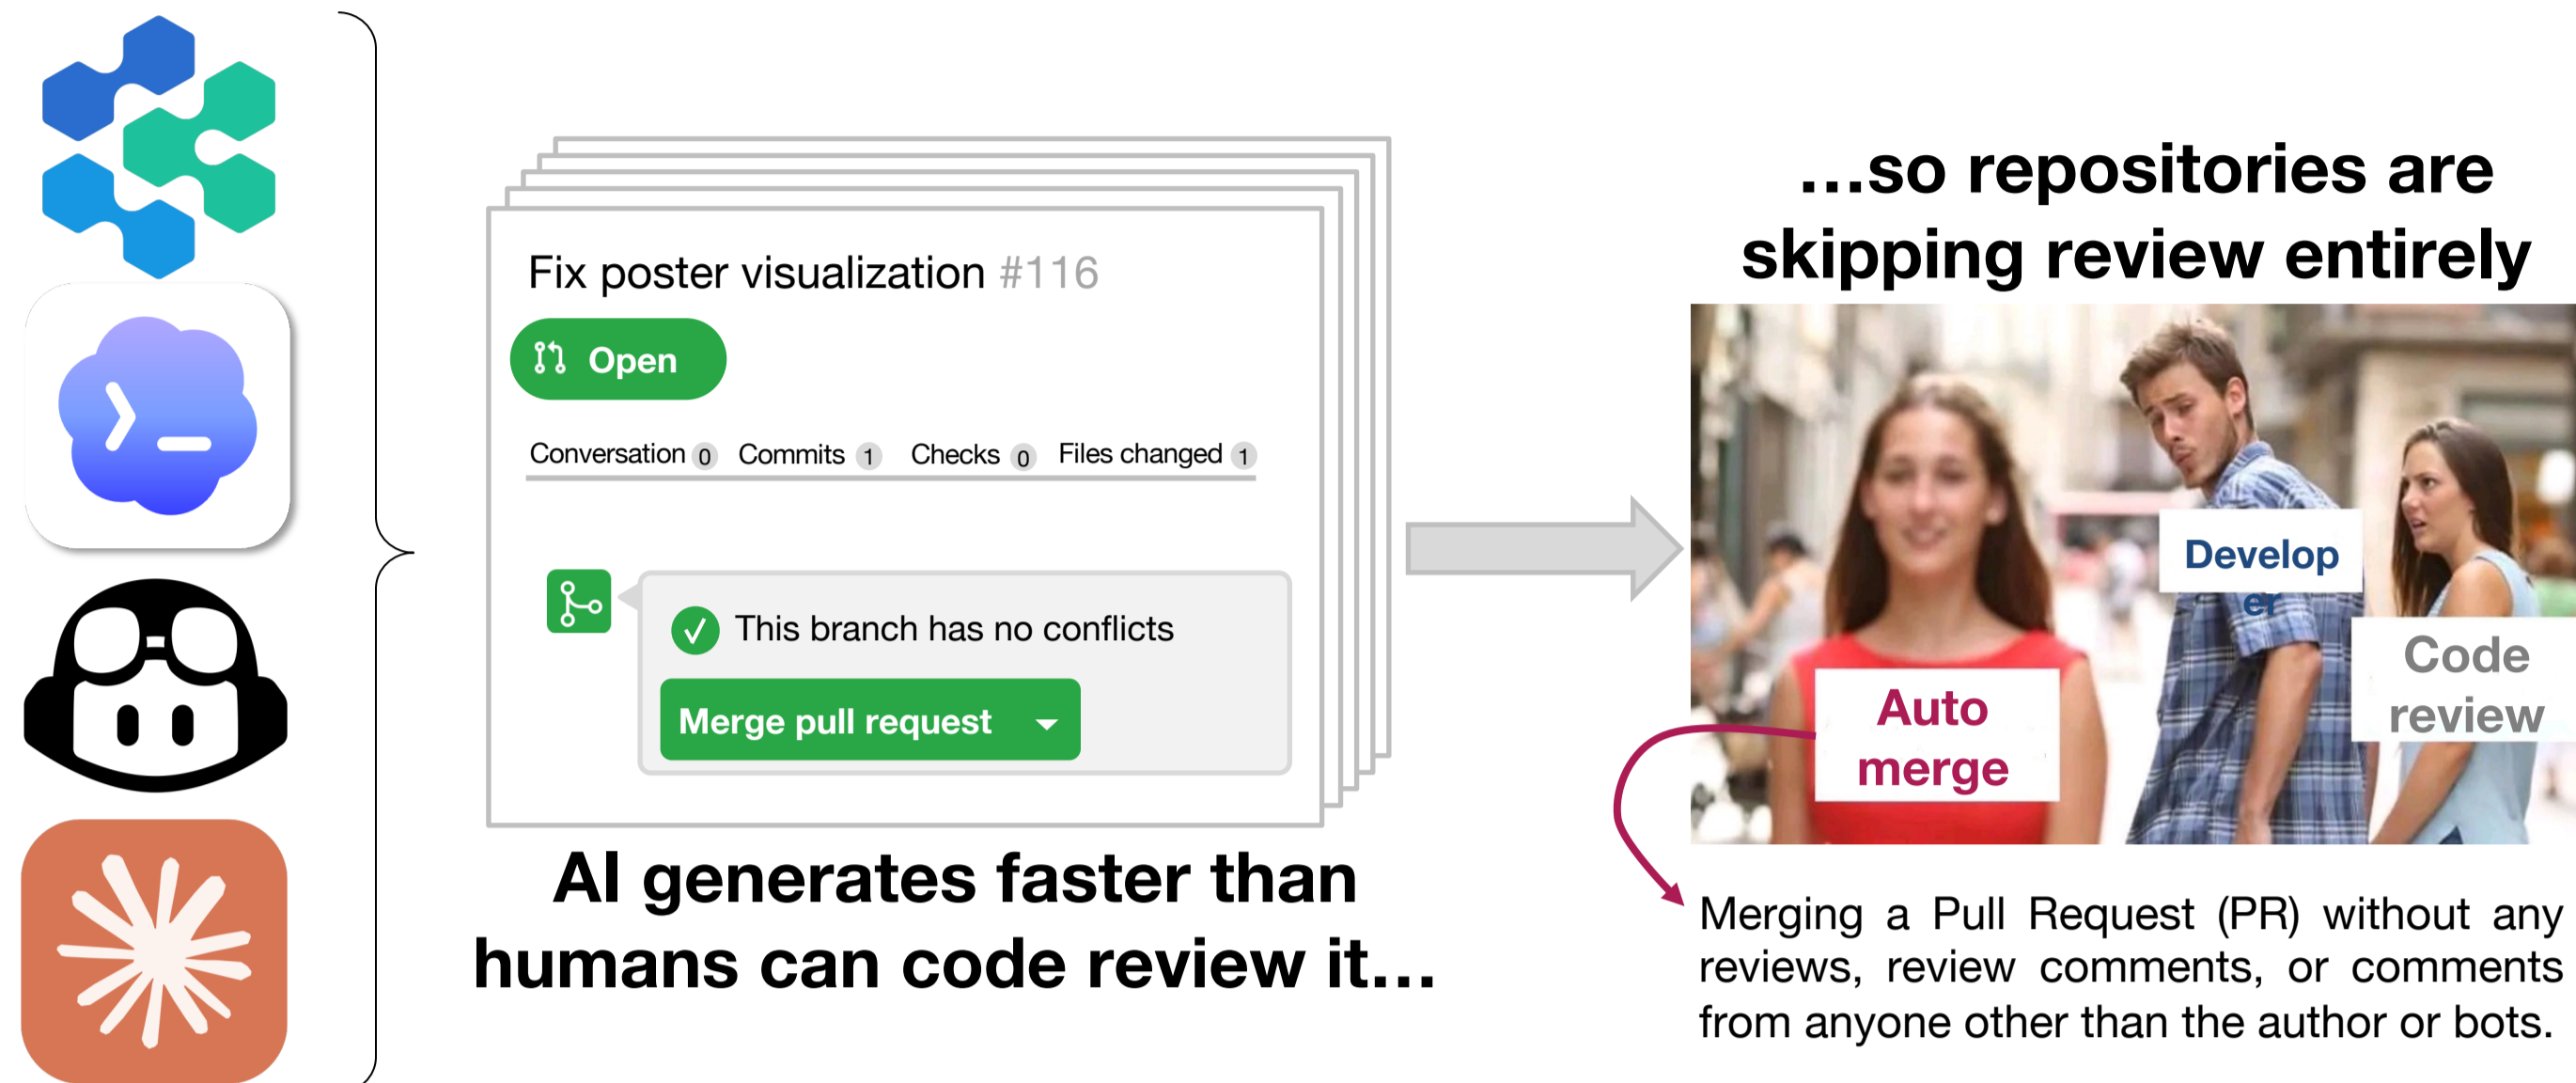 Fix poster visualization #116
Open
Conversation 0 Commits 1 Checks 0 Files changed 1
This branch has no conflicts
Merge pull request
AI generates faster than
humans can code review it...
...so repositories are
skipping review entirely
Develop
er
Code
review
Auto
merge
Merging a Pull Request (PR) without any
reviews, review comments, or comments
from anyone other than the author or bots.